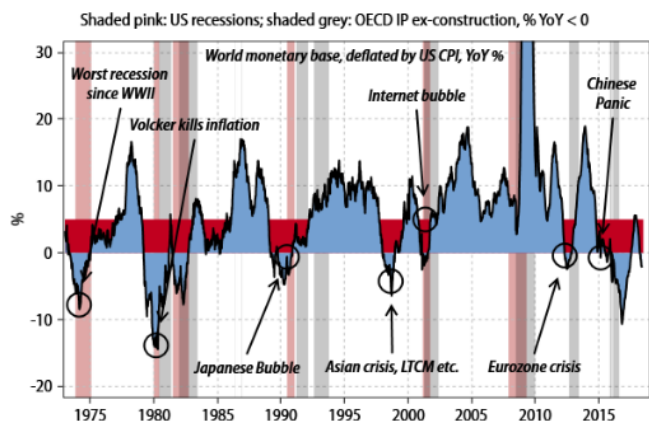 Shaded pink: US recessions; shaded grey: OECD IP ex-construction, % YoY < 0
World monetary base, deflated by US CPI, YoY %
Worst recession
since WWII
Volcker kills inflation
Internet bubble
Chinese
Panic
%
30
20
10
0
-10
-20
Japanese Bubble
Asian crisis, LTCM etc.
Eurozone crisis
1975
1980
1985
1990
1995
2000
2005
2010
2015